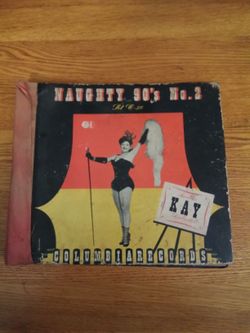 NAUGHTY 90's No. 2
KAY
COLUMBIA RECORDS